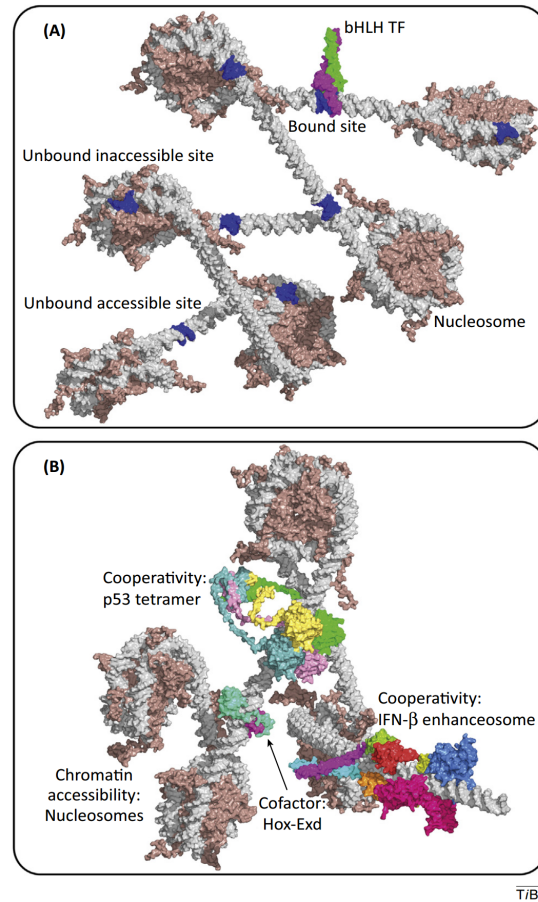 (A)
bHLH TF
Bound site
Unbound inaccessible site
Unbound accessible site
Nucleosome
(B)
Cooperativity:
p53 tetramer
Cooperativity:
IFN-β enhanceosome
Chromatin
accessibility:
Nucleosomes
Cofactor:
Hox-Exd
TiB